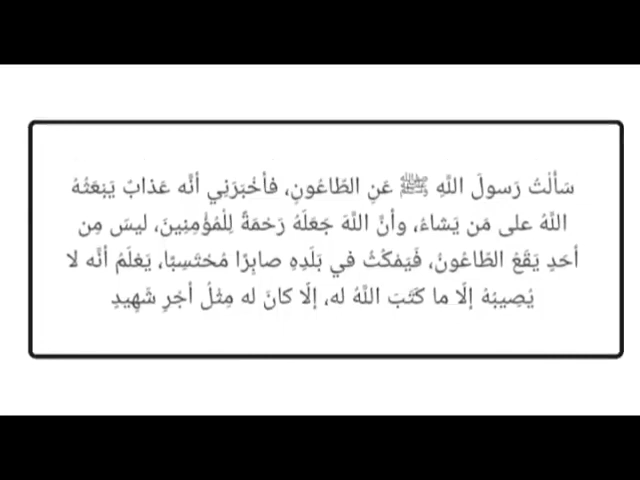 سَأَلْتُ رَسولَ اللَّهِ ﷺ عَنِ الطّاعُونِ، فأخْبَرَنِي أنَّه عَذابٌ يَبْعَثُهُ
اللَّهُ على مَن يَشاءُ، وأنَّ اللَّهَ جَعَلَهُ رَحْمَةً لِلْمُؤْمِنِينَ، ليسَ مِن
أحَدٍ يَقَعُ الطّاعُونُ، فَيَمْكُثُ في بَلَدِهِ صابِرًا مُحْتَسِبًا، يَعْلَمُ أنَّه لا
يُصِيبُهُ إلّا ما كَتَبَ اللَّهُ له، إلّا كانَ له مِثْلُ أجْرِ شَهِيدٍ